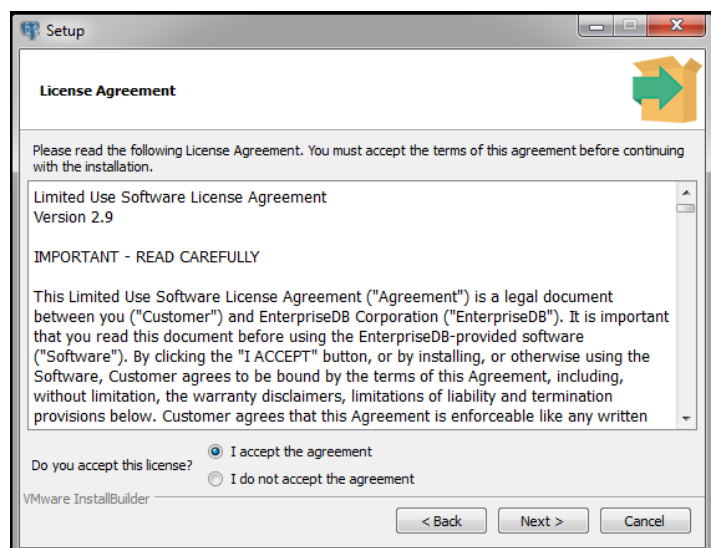 Setup
License Agreement
Please read the following License Agreement. You must accept the terms of this agreement before continuing
with the installation.
Limited Use Software License Agreement
Version 2.9
IMPORTANT - READ CAREFULLY
This Limited Use Software License Agreement ("Agreement") is a legal document
between you ("Customer") and EnterpriseDB Corporation ("EnterpriseDB"). It is important
that you read this document before using the EnterpriseDB-provided software
("Software"). By clicking the "I ACCEPT" button, or by installing, or otherwise using the
Software, Customer agrees to be bound by the terms of this Agreement, including,
without limitation, the warranty disclaimers, limitations of liability and termination
provisions below. Customer agrees that this Agreement is enforceable like any written
Do you accept this license?
I accept the agreement
I do not accept the agreement
VMware InstallBuilder
< Back
Next >
Cancel